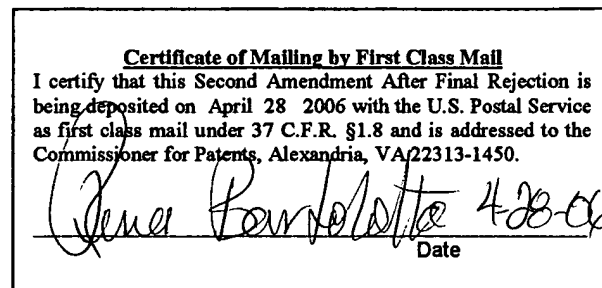 Certificate of Mailing by First Class Mail
I certify that this Second Amendment After Final Rejection is
being deposited on April 28 2006 with the U.S. Postal Service
as first class mail under 37 C.F.R. §1.8 and is addressed to the
Commissioner for Patents, Alexandria, VA 22313-1450.
4-28-06
Date